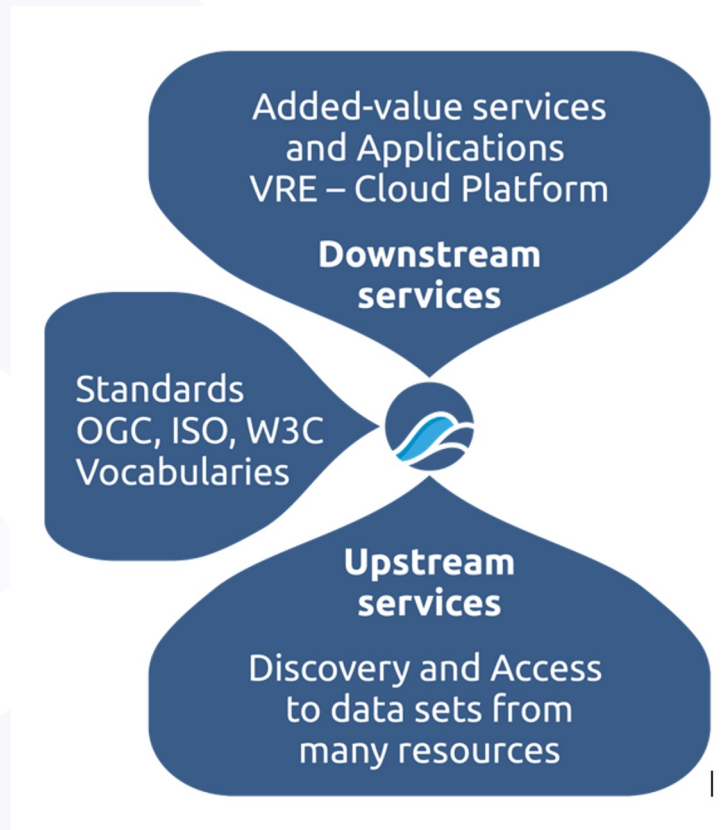 Added-value services
and Applications
VRE – Cloud Platform
Downstream
services
Standards
OGC, ISO, W3C
Vocabularies
Upstream
services
Discovery and Access
to data sets from
many resources